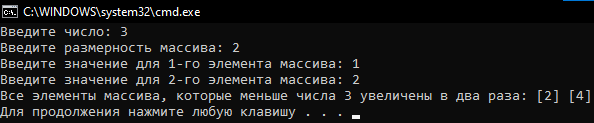 C:\WINDOWS\system32\cmd.exe
Введите число: 3
Введите размерность массива: 2
Введите значение для 1-го элемента массива: 1
Введите значение для 2-го элемента массива: 2
Все элементы массива, которые меньше числа 3 увеличены в два раза: [2] [4]
Для продолжения нажмите любую клавишу . . .